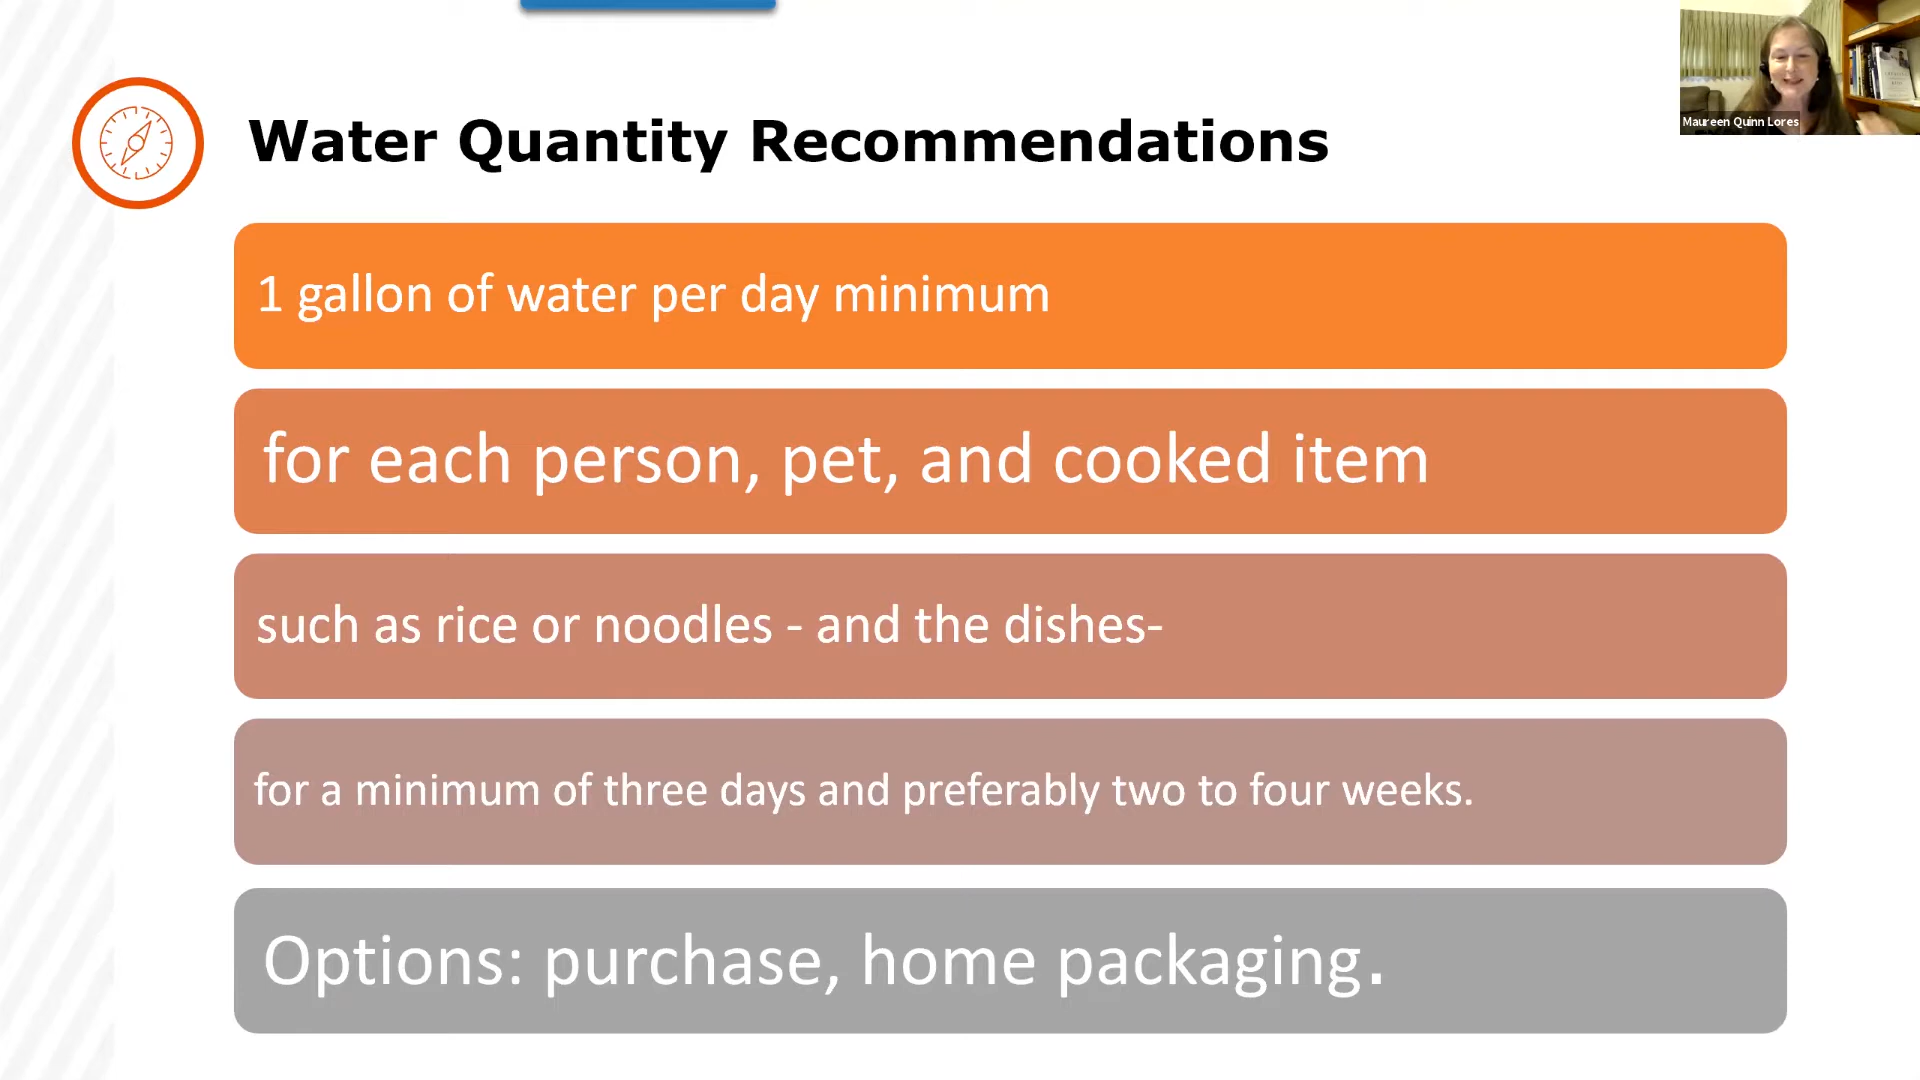 Water Quantity Recommendations
Maureen Quinn Lores
1 gallon of water per day minimum
for each person, pet, and cooked item
such as rice or noodles - and the dishes-
for a minimum of three days and preferably two to four weeks.
Options: purchase, home packaging.